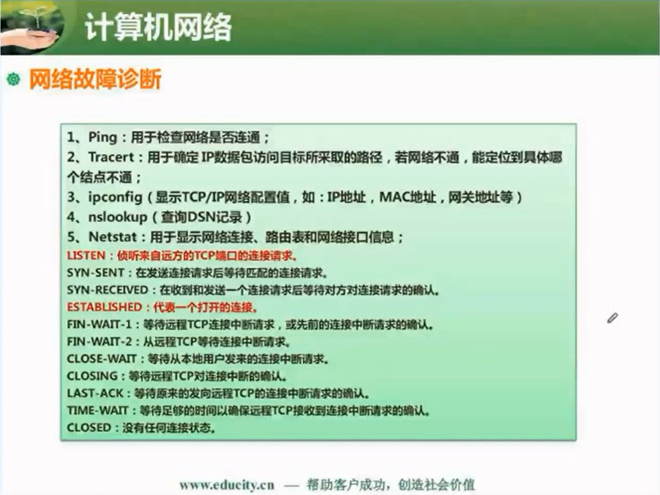 计算机网络
网络故障诊断
1、Ping：用于检查网络是否连通；
2、Tracert：用于确定 IP数据包访问目标所采取的路径，若网络不通，能定位到具体哪
个结点不通；
3、ipconfig（显示TCP/IP网络配置值，如：IP地址，MAC地址，网关地址等）
4、nslookup（查询DSN记录）
5、Netstat：用于显示网络连接、路由表和网络接口信息；
LISTEN：侦听来自远方的TCP端口的连接请求。
SYN-SENT：在发送连接请求后等待匹配的连接请求。
SYN-RECEIVED：在收到和发送一个连接请求后等待对方对连接请求的确认。
ESTABLISHED：代表一个打开的连接。
FIN-WAIT-1：等待远程TCP连接中断请求，或先前的连接中断请求的确认。
FIN-WAIT-2：从远程TCP等待连接中断请求。
CLOSE-WAIT：等待从本地用户发来的连接中断请求。
CLOSING：等待远程TCP对连接中断的确认。
LAST-ACK：等待原来的发向远程TCP的连接中断请求的确认。
TIME-WAIT：等待足够的时间以确保远程TCP接收到连接中断请求的确认。
CLOSED：没有任何连接状态。
www.educity.cn — 帮助客户成功，创造社会价值